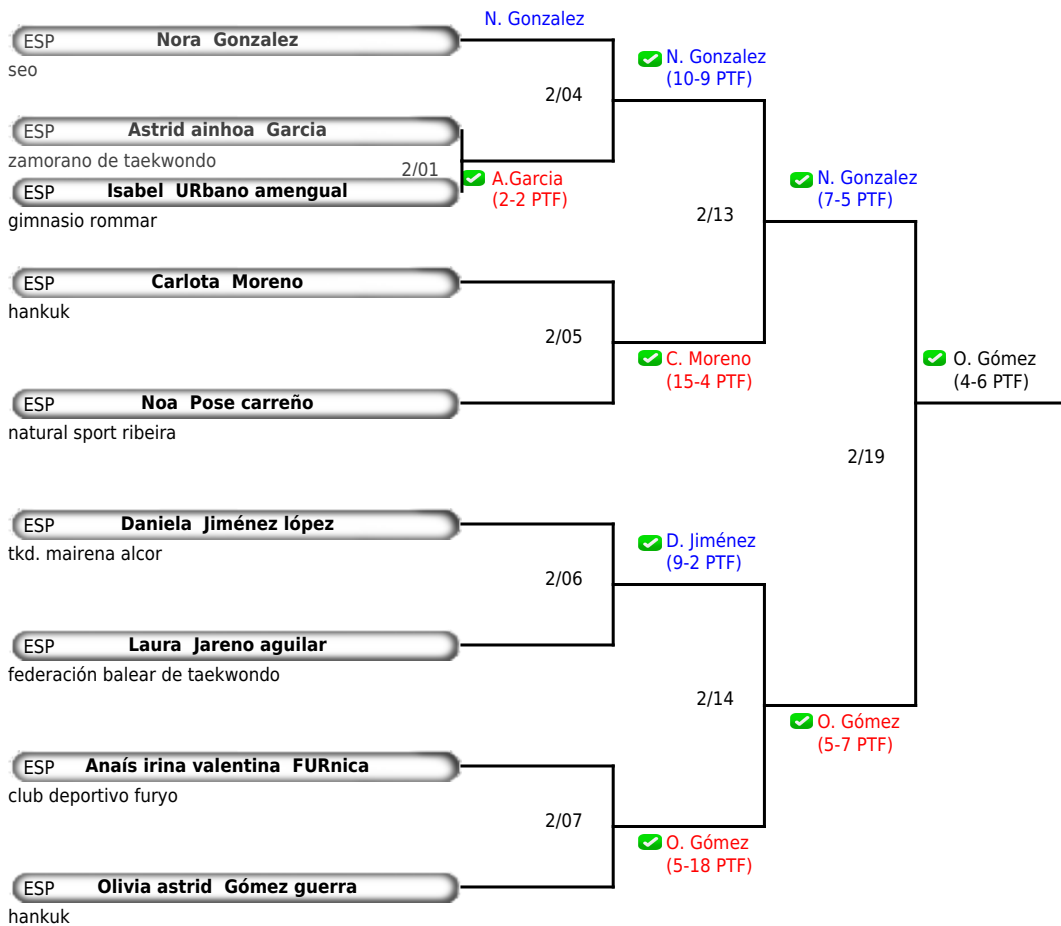 N. Gonzalez
ESP Nora Gonzalez
seo
N. Gonzalez
(10-9 PTF)
2/04
ESP Astrid ainhoa Garcia
zamorano de taekwondo
2/01
A.Garcia
(2-2 PTF)
ESP Isabel URbano amengual
gimnasio rommar
N. Gonzalez
(7-5 PTF)
2/13
ESP Carlota Moreno
hankuk
2/05
C. Moreno
(15-4 PTF)
O. Gómez
(4-6 PTF)
ESP Noa Pose carreño
natural sport ribeira
2/19
ESP Daniela Jiménez lópez
tkd. mairena alcor
D. Jiménez
(9-2 PTF)
2/06
ESP Laura Jareno aguilar
federación balear de taekwondo
2/14
O. Gómez
(5-7 PTF)
ESP Anaís irina valentina FURnica
club deportivo furyo
2/07
O. Gómez
(5-18 PTF)
ESP Olivia astrid Gómez guerra
hankuk